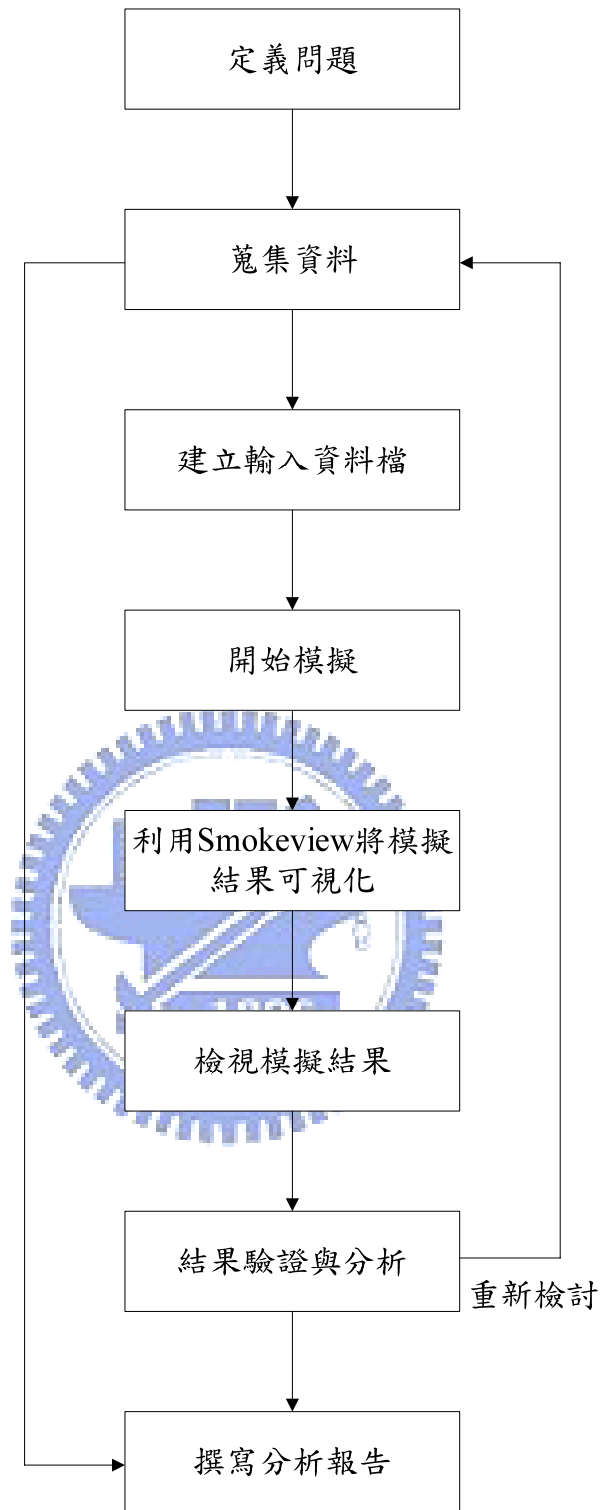 定義問題
蒐集資料
建立輸入資料檔
開始模擬
利用Smokeview將模擬
結果可視化
檢視模擬結果
結果驗證與分析
重新檢討
撰寫分析報告